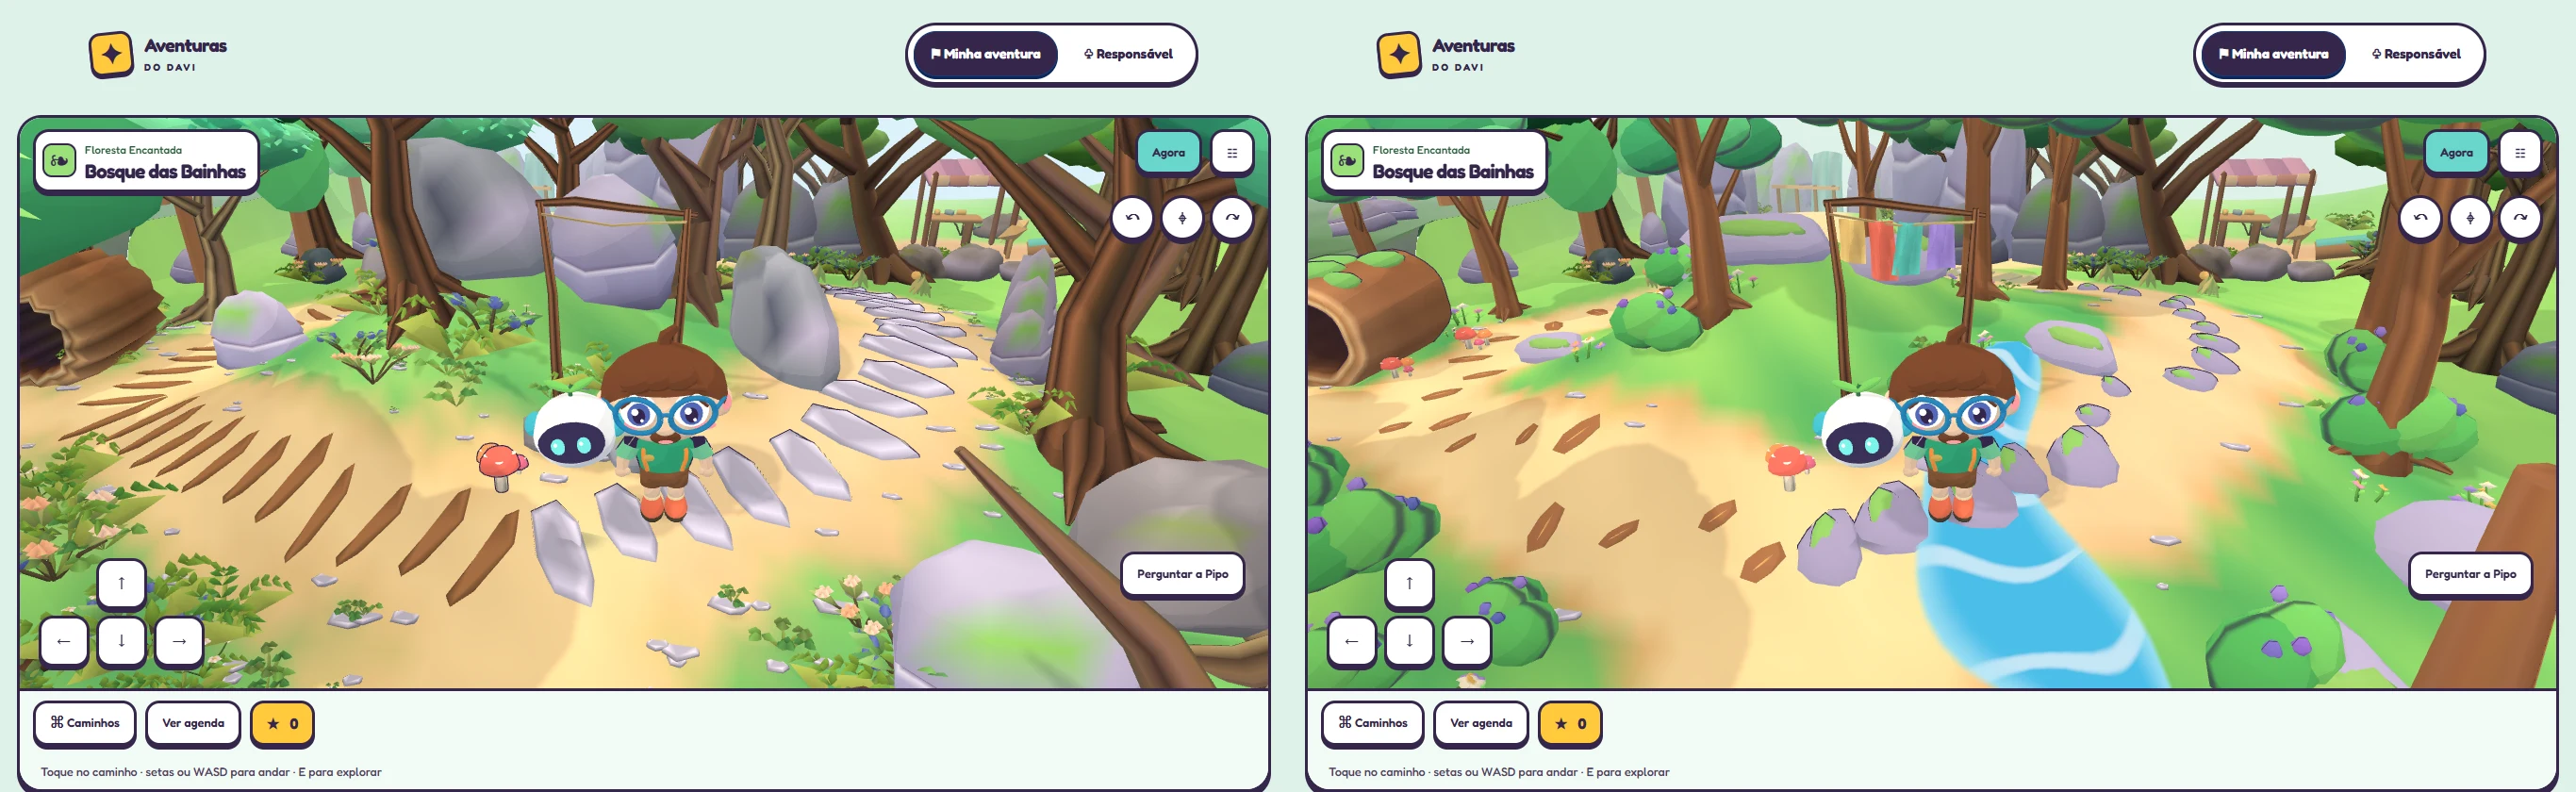 Aventuras
DO DAVI
Minha aventura
Responsável
Floresta Encantada
Bosque das Bainhas
Agora
Perguntar a Pipo
Caminhos
Ver agenda
★ 0
Toque no caminho · setas ou WASD para andar · E para explorar
Aventuras
DO DAVI
Minha aventura
Responsável
Floresta Encantada
Bosque das Bainhas
Agora
Perguntar a Pipo
Caminhos
Ver agenda
★ 0
Toque no caminho · setas ou WASD para andar · E para explorar